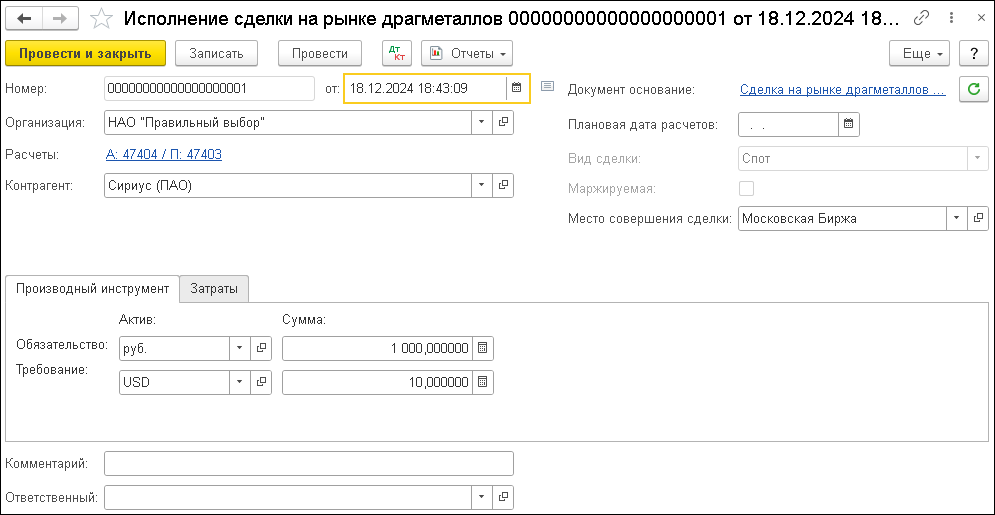 Исполнение сделки на рынке драгметаллов 00000000000000000001 от 18.12.2024 18...
Провести и закрыть Записать Провести Дт Кт Отчеты Еще ?
Номер: 00000000000000000001 от: 18.12.2024 18:43:09 Документ основание: Сделка на рынке драгметаллов ...
Организация: НАО "Правильный выбор" Плановая дата расчетов: . .
Расчеты: А: 47404 / П: 47403 Вид сделки: Спот
Контрагент: Сириус (ПАО) Маржируемая:
Место совершения сделки: Московская Биржа
Производный инструмент Затраты
Актив: Сумма:
Обязательство: руб. 1 000,000000
Требование: USD 10,000000
Комментарий:
Ответственный: